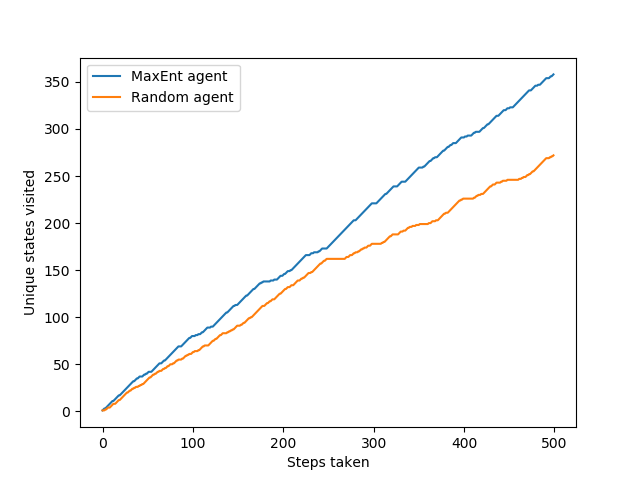 MaxEnt agent
Random agent
350
300
250
200
150
100
50
0
Unique states visited
0 100 200 300 400 500
Steps taken